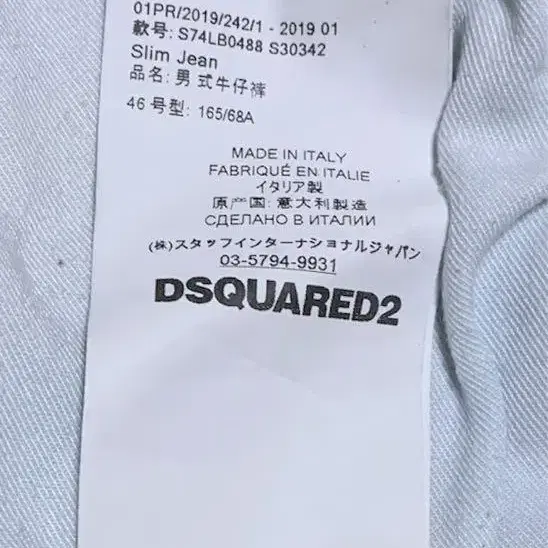 01PR/2019/242/1 - 2019 01
款号: S74LB0488 S30342
Slim Jean
品名: 男 式牛仔裤
46 号型: 165/68A
MADE IN ITALY
FABRIQUÉ EN ITALIE
イタリア製
原产国: 意大利製造
СДЕЛАНО В ИТАЛИИ
(株)スタッフインターナショナルジャパン
03-5794-9931
DSQUARED2